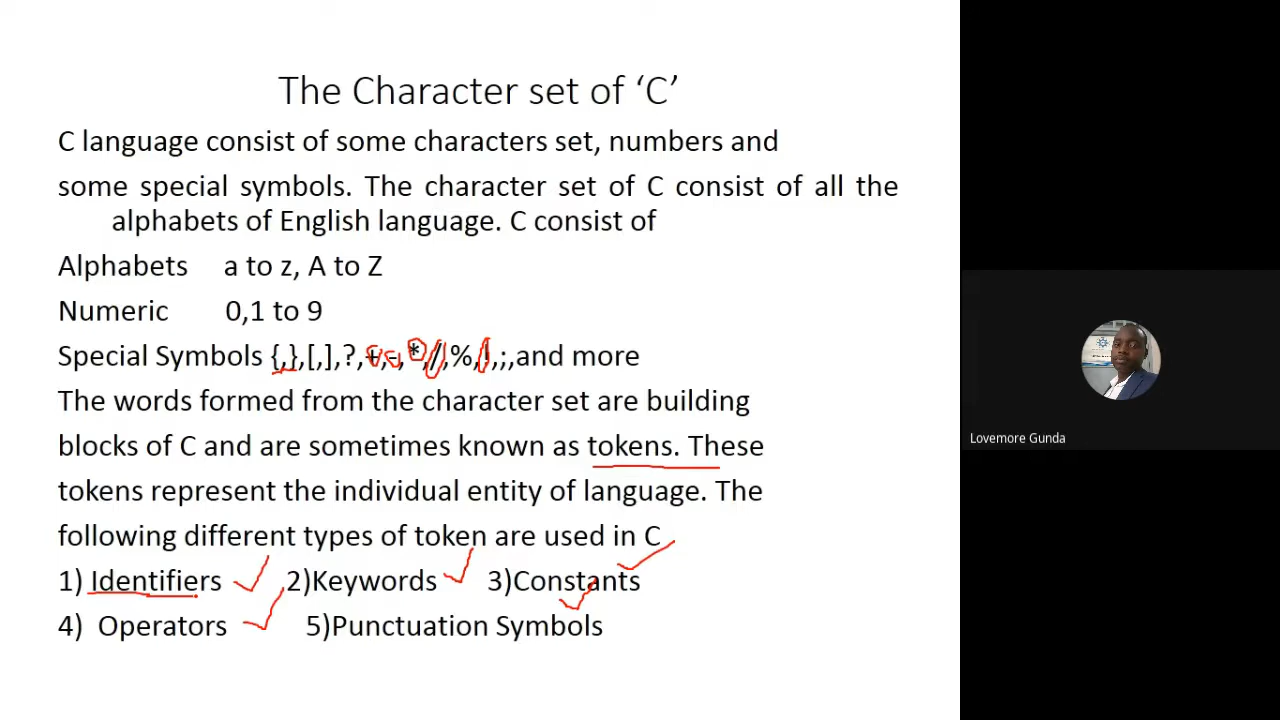 The Character set of ‘C’
C language consist of some characters set, numbers and
some special symbols. The character set of C consist of all the
alphabets of English language. C consist of
Alphabets a to z, A to Z
Numeric 0,1 to 9
Special Symbols {,},[,],?,+,-,*,/,%,!,;,and more
The words formed from the character set are building
blocks of C and are sometimes known as tokens. These
tokens represent the individual entity of language. The
following different types of token are used in C
1) Identifiers 2)Keywords 3)Constants
4) Operators 5)Punctuation Symbols
Lovemore Gunda